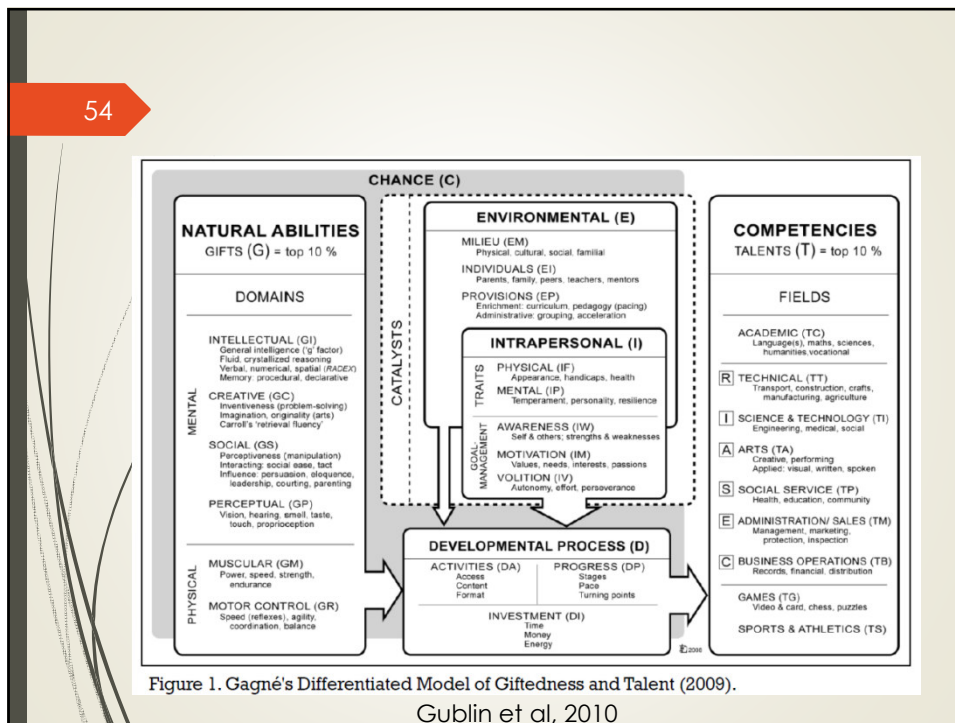 54
CHANCE (C)
NATURAL ABILITIES
GIFTS (G) = top 10 %
DOMAINS
MENTAL
INTELLECTUAL (GI)
General intelligence ('g' factor)
Fluid, crystallized reasoning
Verbal, numerical, spatial (RADEX)
Memory: procedural, declarative
CREATIVE (GC)
Inventiveness (problem-solving)
Imagination, originality (arts)
Carroll's 'retrieval fluency'
SOCIAL (GS)
Perceptiveness (manipulation)
Interacting: social ease, tact
Influence: persuasion, eloquence,
leadership, courting, parenting
PERCEPTUAL (GP)
Vision, hearing, smell, taste,
touch, proprioception
PHYSICAL
MUSCULAR (GM)
Power, speed, strength,
endurance
MOTOR CONTROL (GR)
Speed (reflexes), agility,
coordination, balance
CATALYSTS
ENVIRONMENTAL (E)
MILIEU (EM)
Physical, cultural, social, familial
INDIVIDUALS (EI)
Parents, family, peers, teachers, mentors
PROVISIONS (EP)
Enrichment: curriculum, pedagogy (pacing)
Administrative: grouping, acceleration
INTRAPERSONAL (I)
TRAITS
PHYSICAL (IF)
Appearance, handicaps, health
MENTAL (IP)
Temperament, personality, resilience
GOAL-
MANAGEMENT
AWARENESS (IW)
Self & others; strengths & weaknesses
MOTIVATION (IM)
Values, needs, interests, passions
VOLITION (IV)
Autonomy, effort, perseverance
DEVELOPMENTAL PROCESS (D)
ACTIVITIES (DA)
Access
Content
Format
PROGRESS (DP)
Stages
Pace
Turning points
INVESTMENT (DI)
Time
Money
Energy
2008
COMPETENCIES
TALENTS (T) = top 10 %
FIELDS
ACADEMIC (TC)
Language(s), maths, sciences,
humanities,vocational
R TECHNICAL (TT)
Transport, construction, crafts,
manufacturing, agriculture
I SCIENCE & TECHNOLOGY (TI)
Engineering, medical, social
A ARTS (TA)
Creative, performing
Applied: visual, written, spoken
S SOCIAL SERVICE (TP)
Health, education, community
E ADMINISTRATION/ SALES (TM)
Management, marketing,
protection, inspection
C BUSINESS OPERATIONS (TB)
Records, financial, distribution
GAMES (TG)
Video & card, chess, puzzles
SPORTS & ATHLETICS (TS)
Figure 1. Gagné's Differentiated Model of Giftedness and Talent (2009).
Gublin et al, 2010